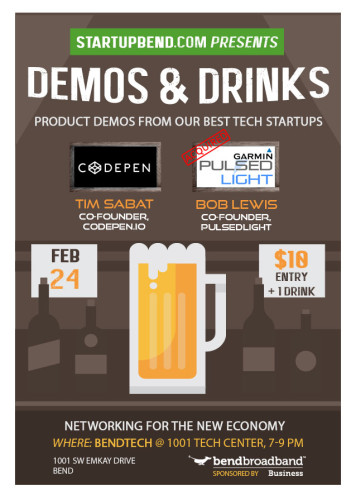 STARTUPBEND.COM PRESENTS
DEMOS & DRINKS
PRODUCT DEMOS FROM OUR BEST TECH STARTUPS
ACQUIRED
CODEPEN
GARMIN
PULSED
LIGHT
TIM SABAT
CO-FOUNDER,
CODEPEN.IO
BOB LEWIS
CO-FOUNDER,
PULSEDLIGHT
FEB
24
$10
ENTRY
+ 1 DRINK
NETWORKING FOR THE NEW ECONOMY
WHERE: BENDTECH @ 1001 TECH CENTER, 7-9 PM
1001 SW EMKAY DRIVE
BEND
bendbroadband
SPONSORED BY Business